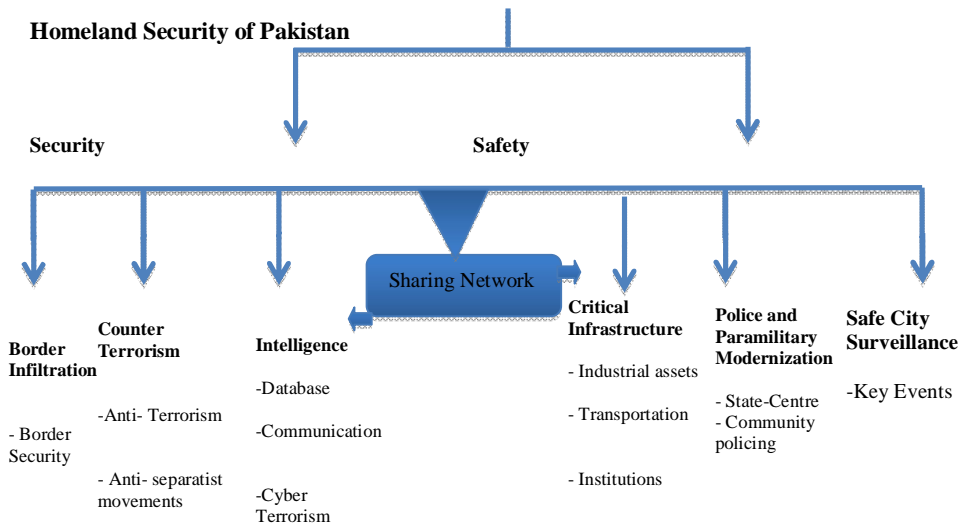 Homeland Security of Pakistan
Security
Safety
Sharing Network
Border
Infiltration
- Border
Security
Counter
Terrorism
-Anti- Terrorism
- Anti- separatist
movements
Intelligence
-Database
-Communication
-Cyber
Terrorism
Critical
Infrastructure
- Industrial assets
- Transportation
- Institutions
Police and
Paramilitary
Modernization
- State-Centre
- Community
policing
Safe City
Surveillance
-Key Events